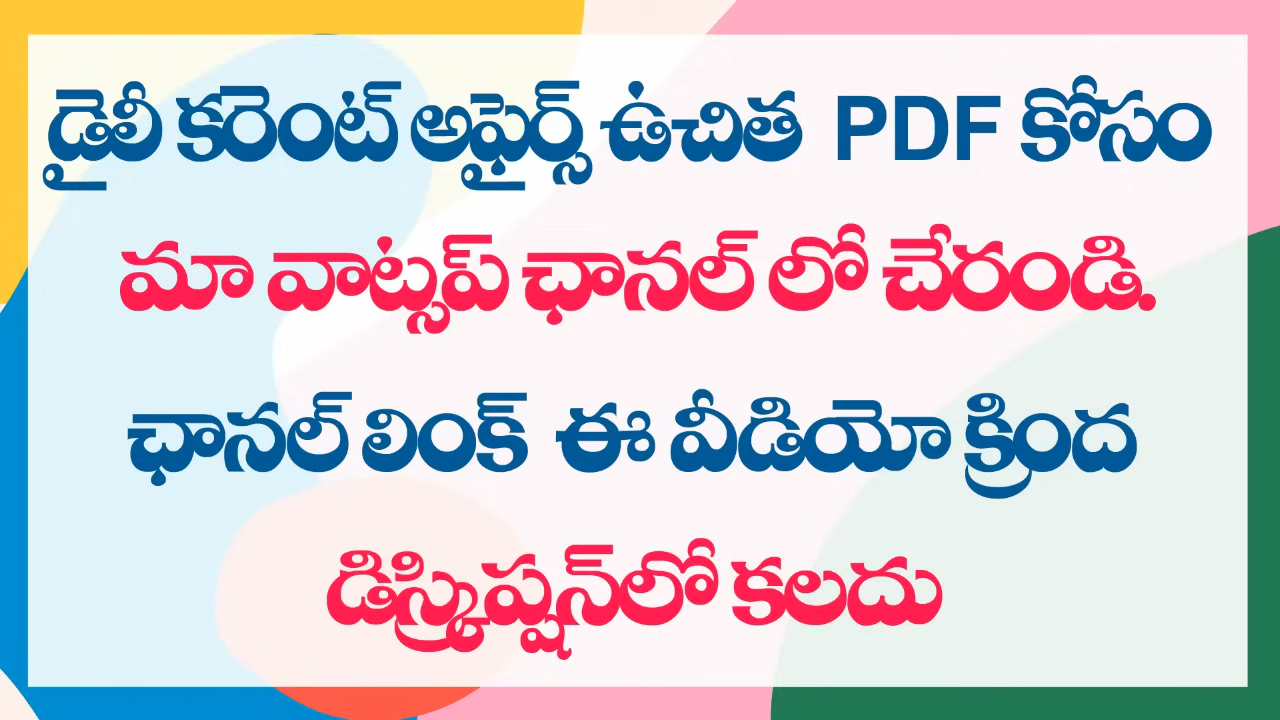 డైలీ కరెంట్ అఫైర్స్ ఉచిత PDF కోసం
మా వాట్సప్ ఛానల్ లో చేరండి.
ఛానల్ లింక్ ఈ వీడియో క్రింద
డిస్క్రిప్షన్‌లో కలదు